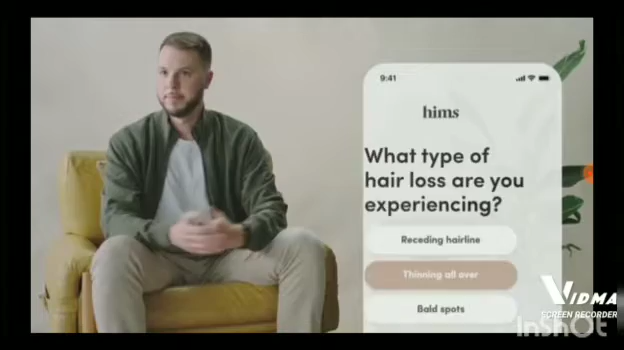 9:41
hims
What type of
hair loss are you
experiencing?
Receding hairline
Thinning all over
Bald spots
VIDMA
SCREEN RECORDER
InShOt